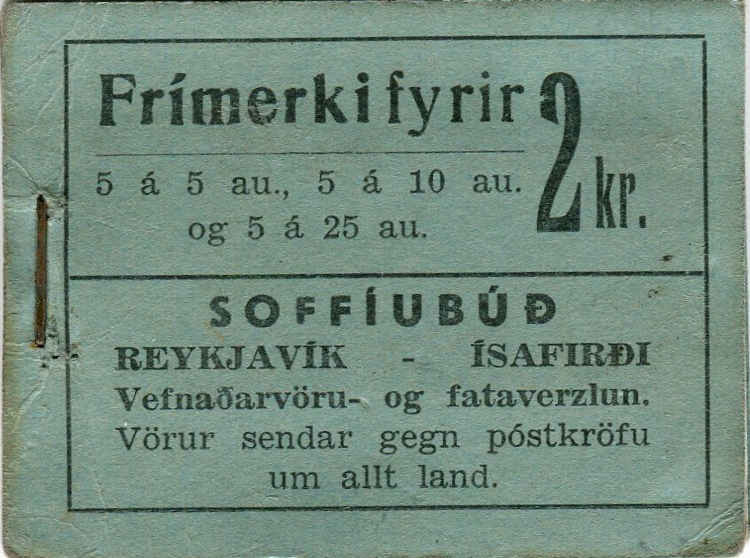 Frímerki fyrir 2 kr.
5 á 5 au., 5 á 10 au.
og 5 á 25 au.
SOFFÍUBÚÐ
REYKJAVÍK - ÍSAFIRÐI
Vefnaðarvöru- og fataverzlun.
Vörur sendar gegn póstkröfu
um allt land.